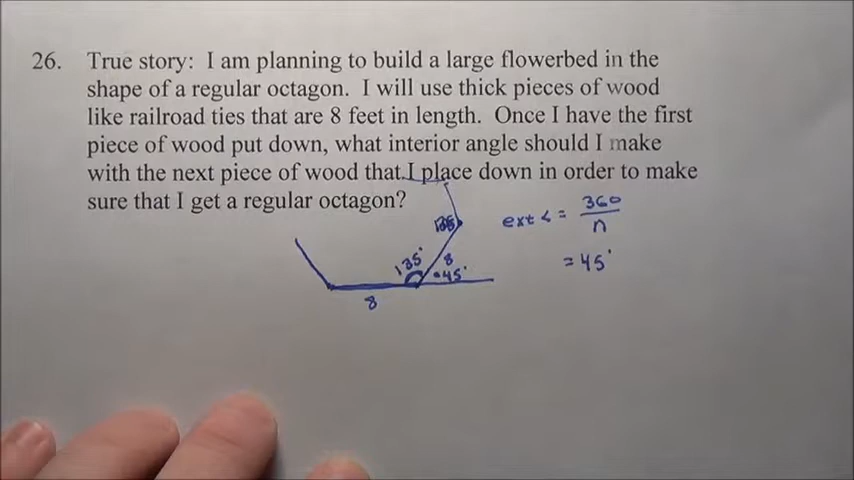 26. True story: I am planning to build a large flowerbed in the
shape of a regular octagon. I will use thick pieces of wood
like railroad ties that are 8 feet in length. Once I have the first
piece of wood put down, what interior angle should I make
with the next piece of wood that I place down in order to make
sure that I get a regular octagon?
ext < = 360/n
= 45°
135
135°
8
45°
8